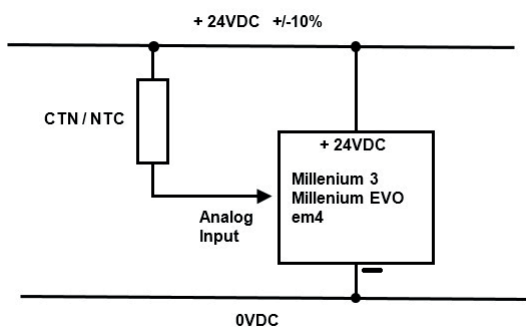 + 24VDC +/-10%
CTN / NTC
+ 24VDC
Millenium 3
Millenium EVO
em4
Analog
Input
0VDC